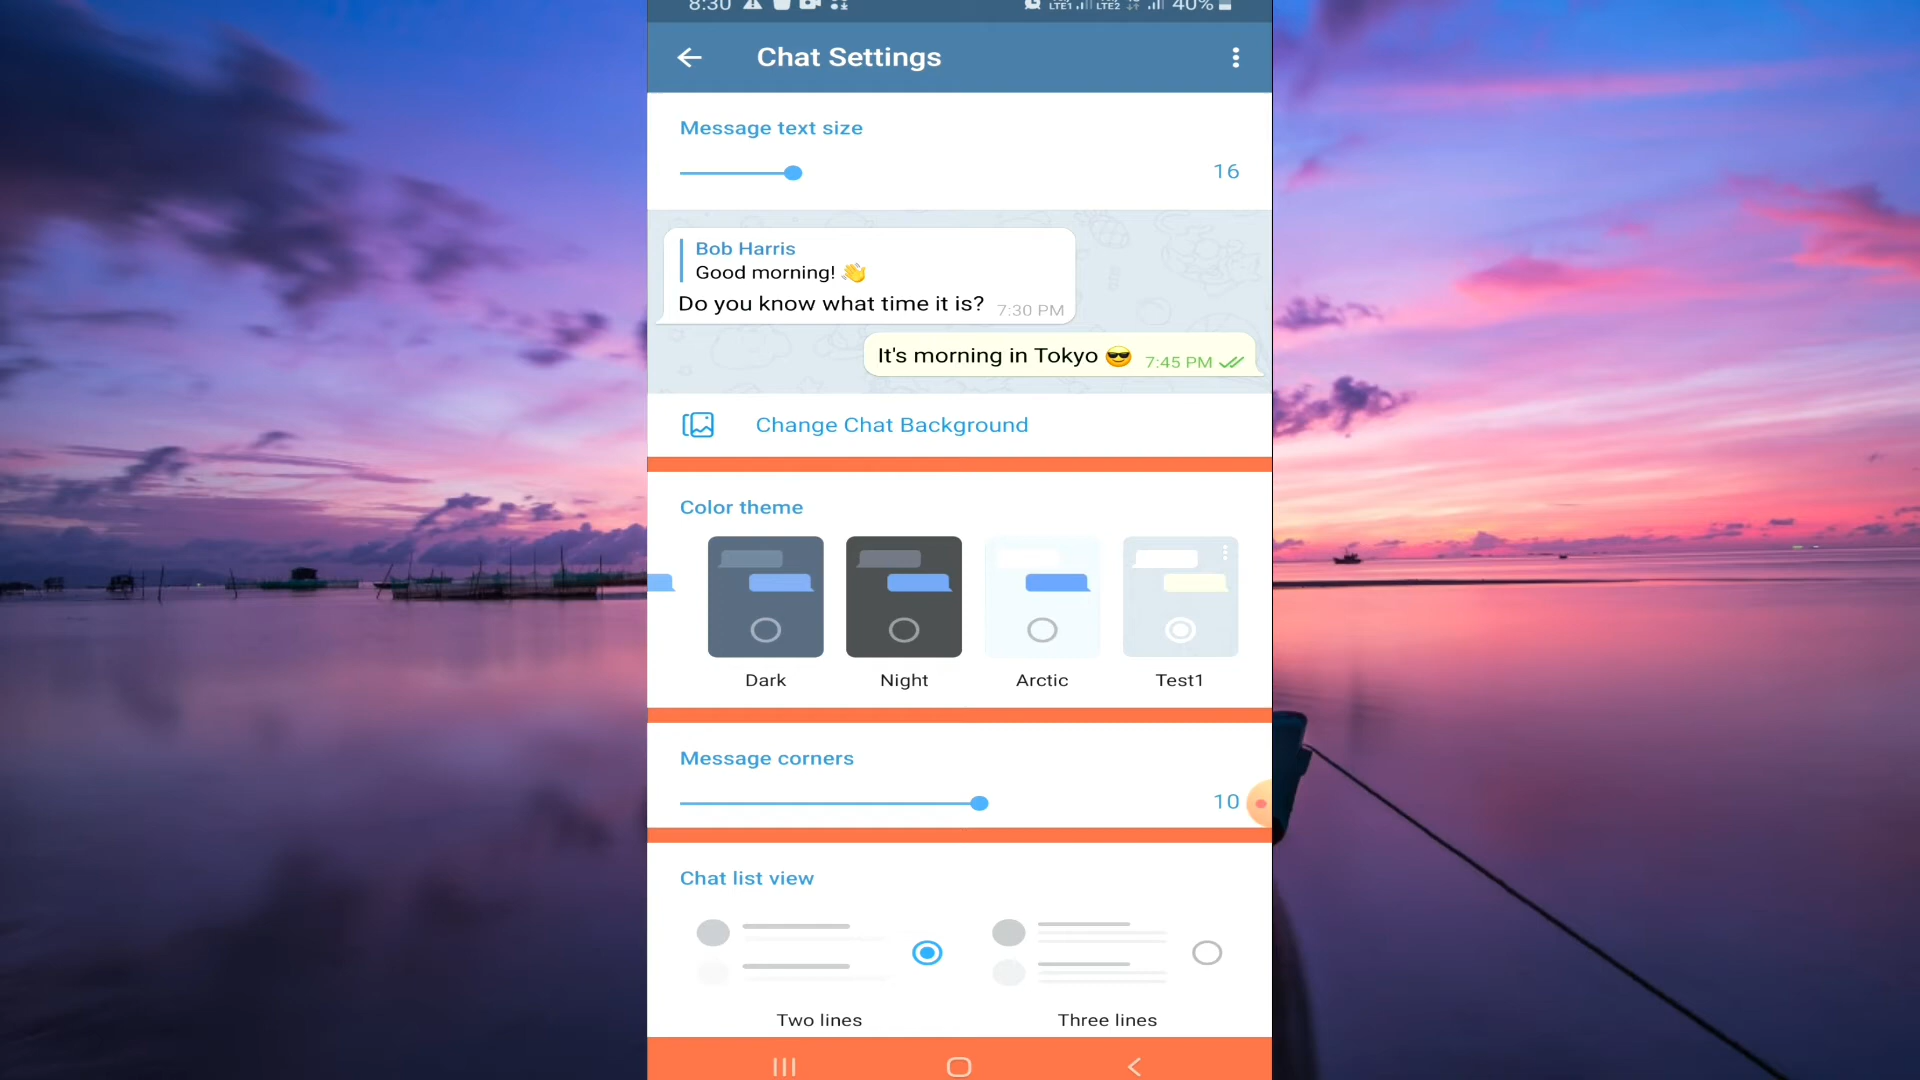 8:30 LTE1 LTE2 40%
Chat Settings
Message text size
16
Bob Harris
Good morning! 👋
Do you know what time it is? 7:30 PM
It's morning in Tokyo 😎 7:45 PM
Change Chat Background
Color theme
Dark Night Arctic Test1
Message corners
10
Chat list view
Two lines Three lines